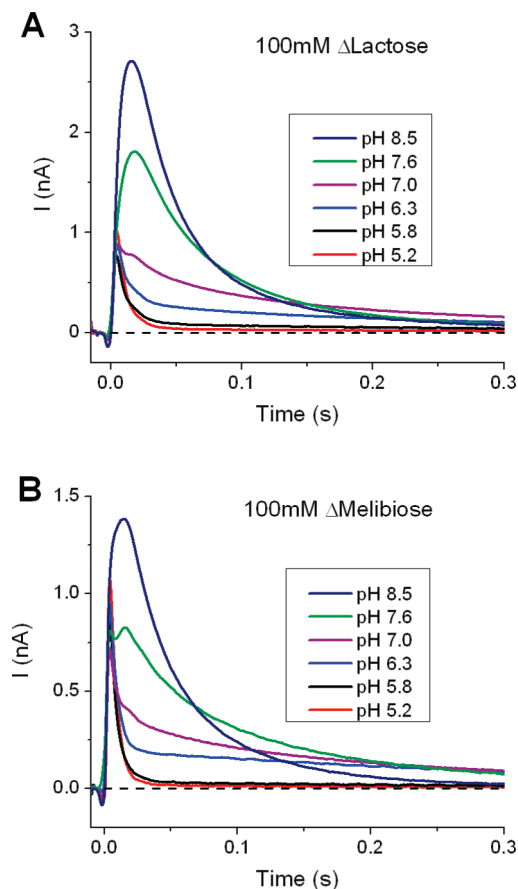 A
100mM ΔLactose
3
2
1
0
I (nA)
pH 8.5
pH 7.6
pH 7.0
pH 6.3
pH 5.8
pH 5.2
0.0 0.1 0.2 0.3
Time (s)
B
100mM ΔMelibiose
1.5
1.0
0.5
0.0
I (nA)
pH 8.5
pH 7.6
pH 7.0
pH 6.3
pH 5.8
pH 5.2
0.0 0.1 0.2 0.3
Time (s)